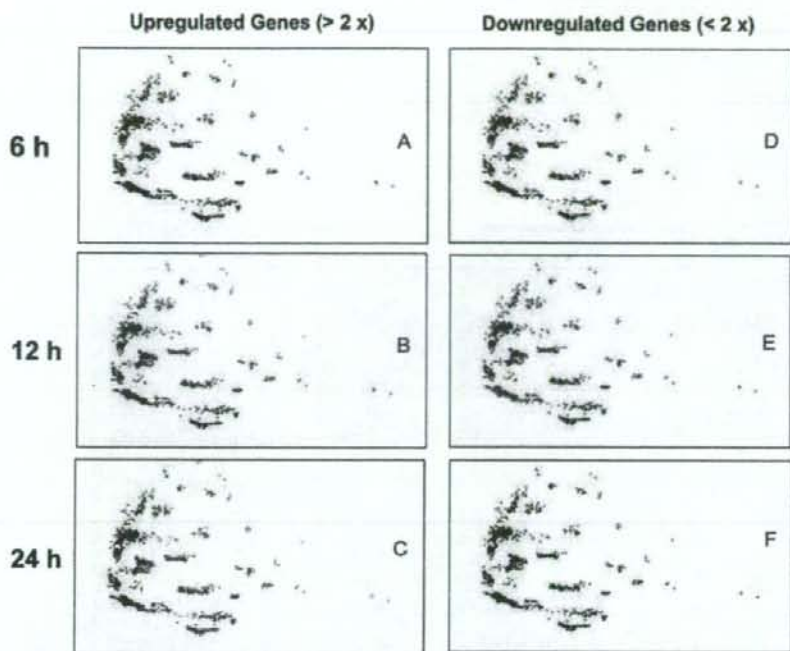 Upregulated Genes (> 2 x) Downregulated Genes (< 2 x)
6 h A D
12 h B E
24 h C F